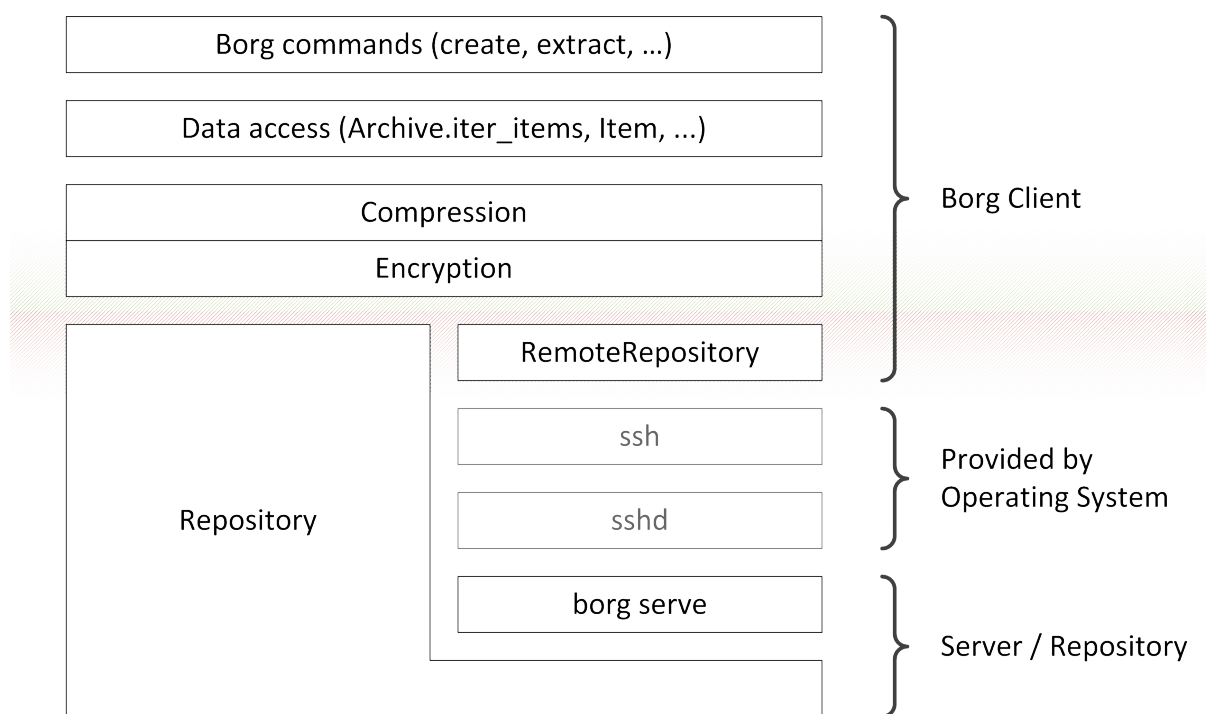 Borg commands (create, extract, ...)
Data access (Archive.iter_items, Item, ...)
Compression
Borg Client
Encryption
RemoteRepository
ssh
Provided by
Operating System
Repository
sshd
borg serve
Server / Repository